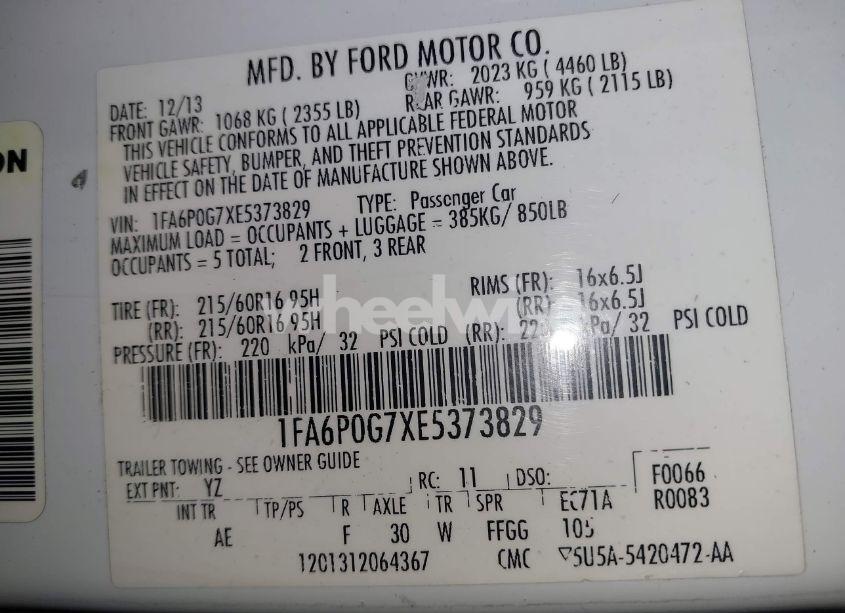 ON
MFD. BY FORD MOTOR CO.
DATE: 12/13 GVWR: 2023 KG ( 4460 LB)
FRONT GAWR: 1068 KG ( 2355 LB) REAR GAWR: 959 KG ( 2115 LB)
THIS VEHICLE CONFORMS TO ALL APPLICABLE FEDERAL MOTOR
VEHICLE SAFETY, BUMPER, AND THEFT PREVENTION STANDARDS
IN EFFECT ON THE DATE OF MANUFACTURE SHOWN ABOVE.
VIN: 1FA6P0G7XE5373829 TYPE: Passenger Car
MAXIMUM LOAD = OCCUPANTS + LUGGAGE = 385KG/ 850LB
OCCUPANTS = 5 TOTAL; 2 FRONT, 3 REAR
TIRE (FR): 215/60R16 95H RIMS (FR): 16x6.5J
(RR): 215/60R16 95H (RR): 16x6.5J
PRESSURE (FR): 220 kPa/ 32 PSI COLD (RR): 220 kPa/ 32 PSI COLD
1FA6P0G7XE5373829
TRAILER TOWING - SEE OWNER GUIDE
EXT PNT: YZ RC: 11 DSO: F0066
INT TR TP/PS R AXLE TR SPR EC71A R0083
AE F 30 W FFGG 105
1201312064367 CMC ▽5U5A-5420472-AA